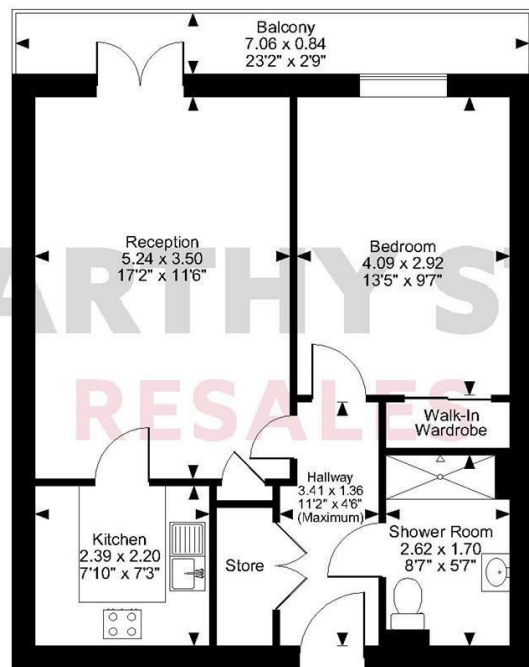 Balcony
7.06 x 0.84
23'2" x 2'9"
Reception
5.24 x 3.50
17'2" x 11'6"
Bedroom
4.09 x 2.92
13'5" x 9'7"
ARTHY S
RESALES
Walk-In
Wardrobe
Hallway
3.41 x 1.36
11'2" x 4'6"
(Maximum)
Kitchen
2.39 x 2.20
7'10" x 7'3"
Store
Shower Room
2.62 x 1.70
8'7" x 5'7"